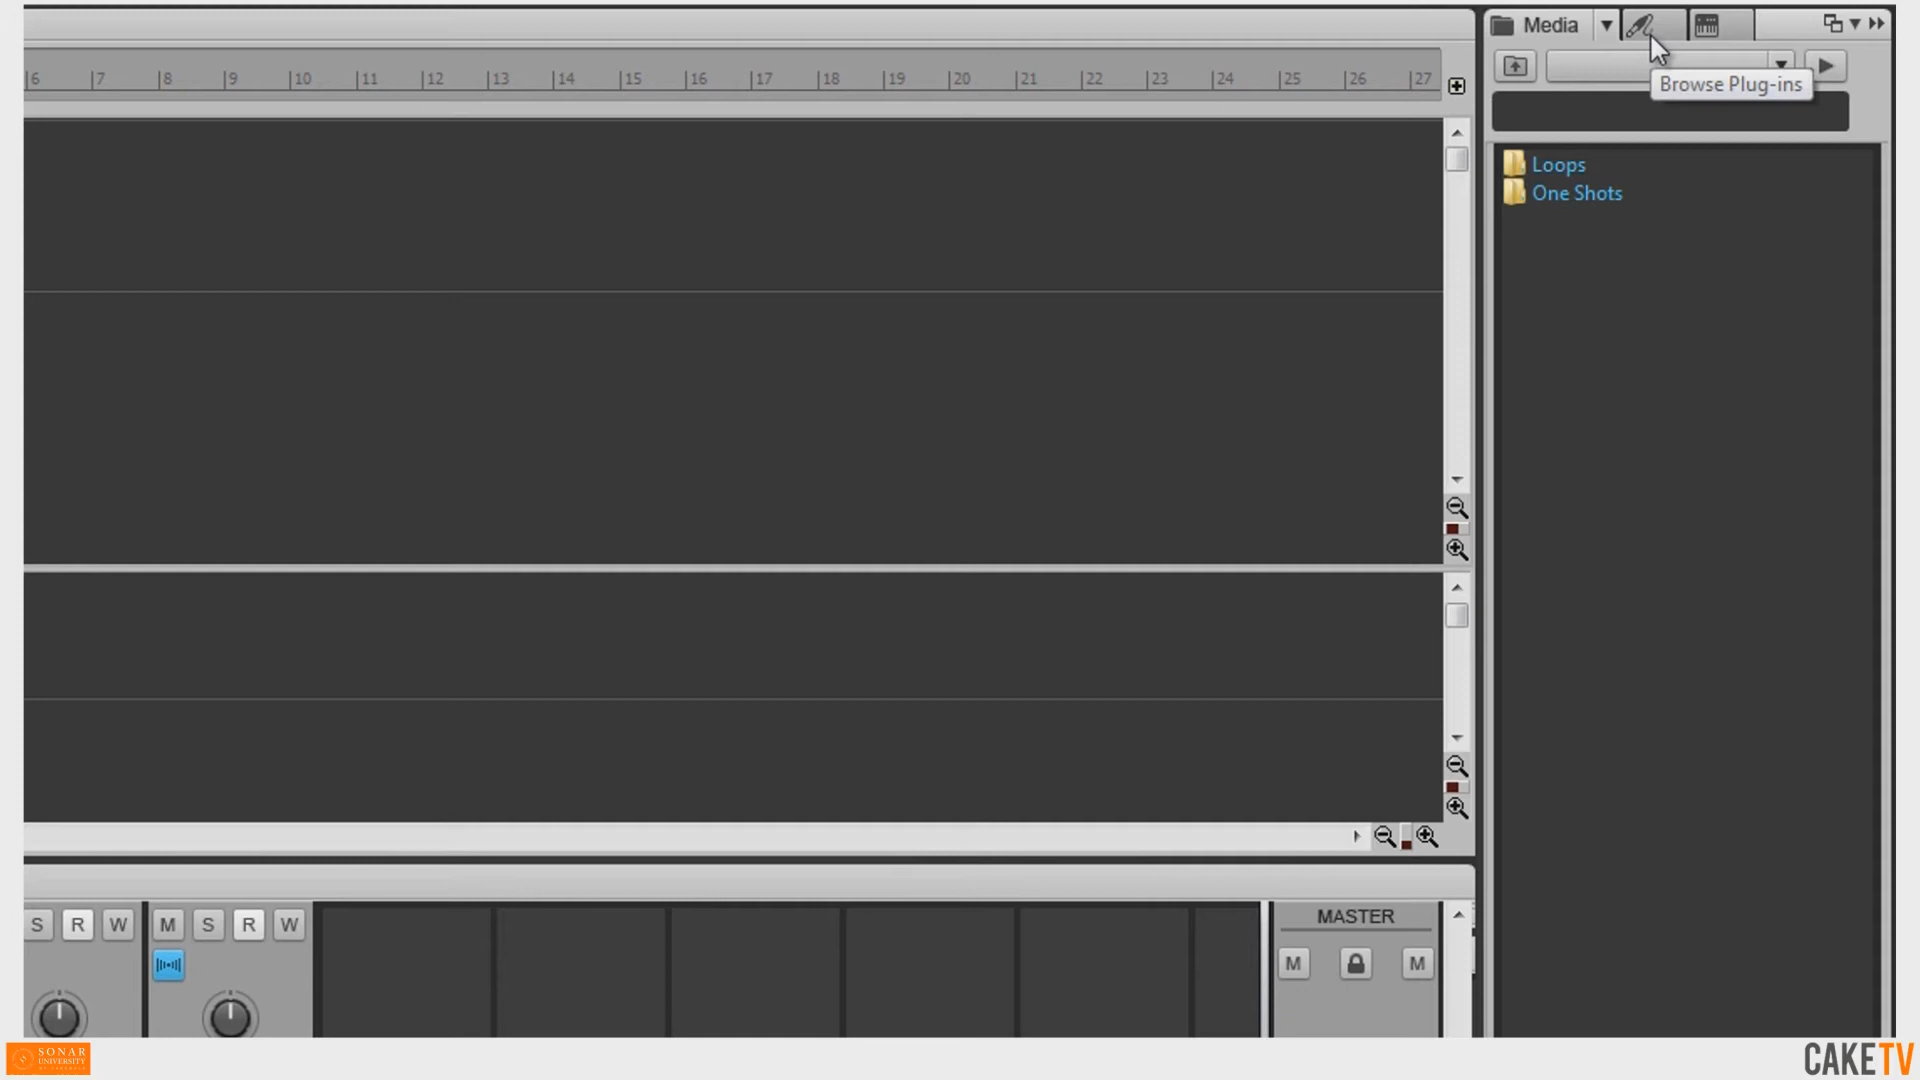 Media
6 7 8 9 10 11 12 13 14 15 16 17 18 19 20 21 22 23 24 25 26 27
Browse Plug-ins
Loops
One Shots
S R W M S R W
MASTER
M M
SONAR
UNIVERSITY
CAKETV